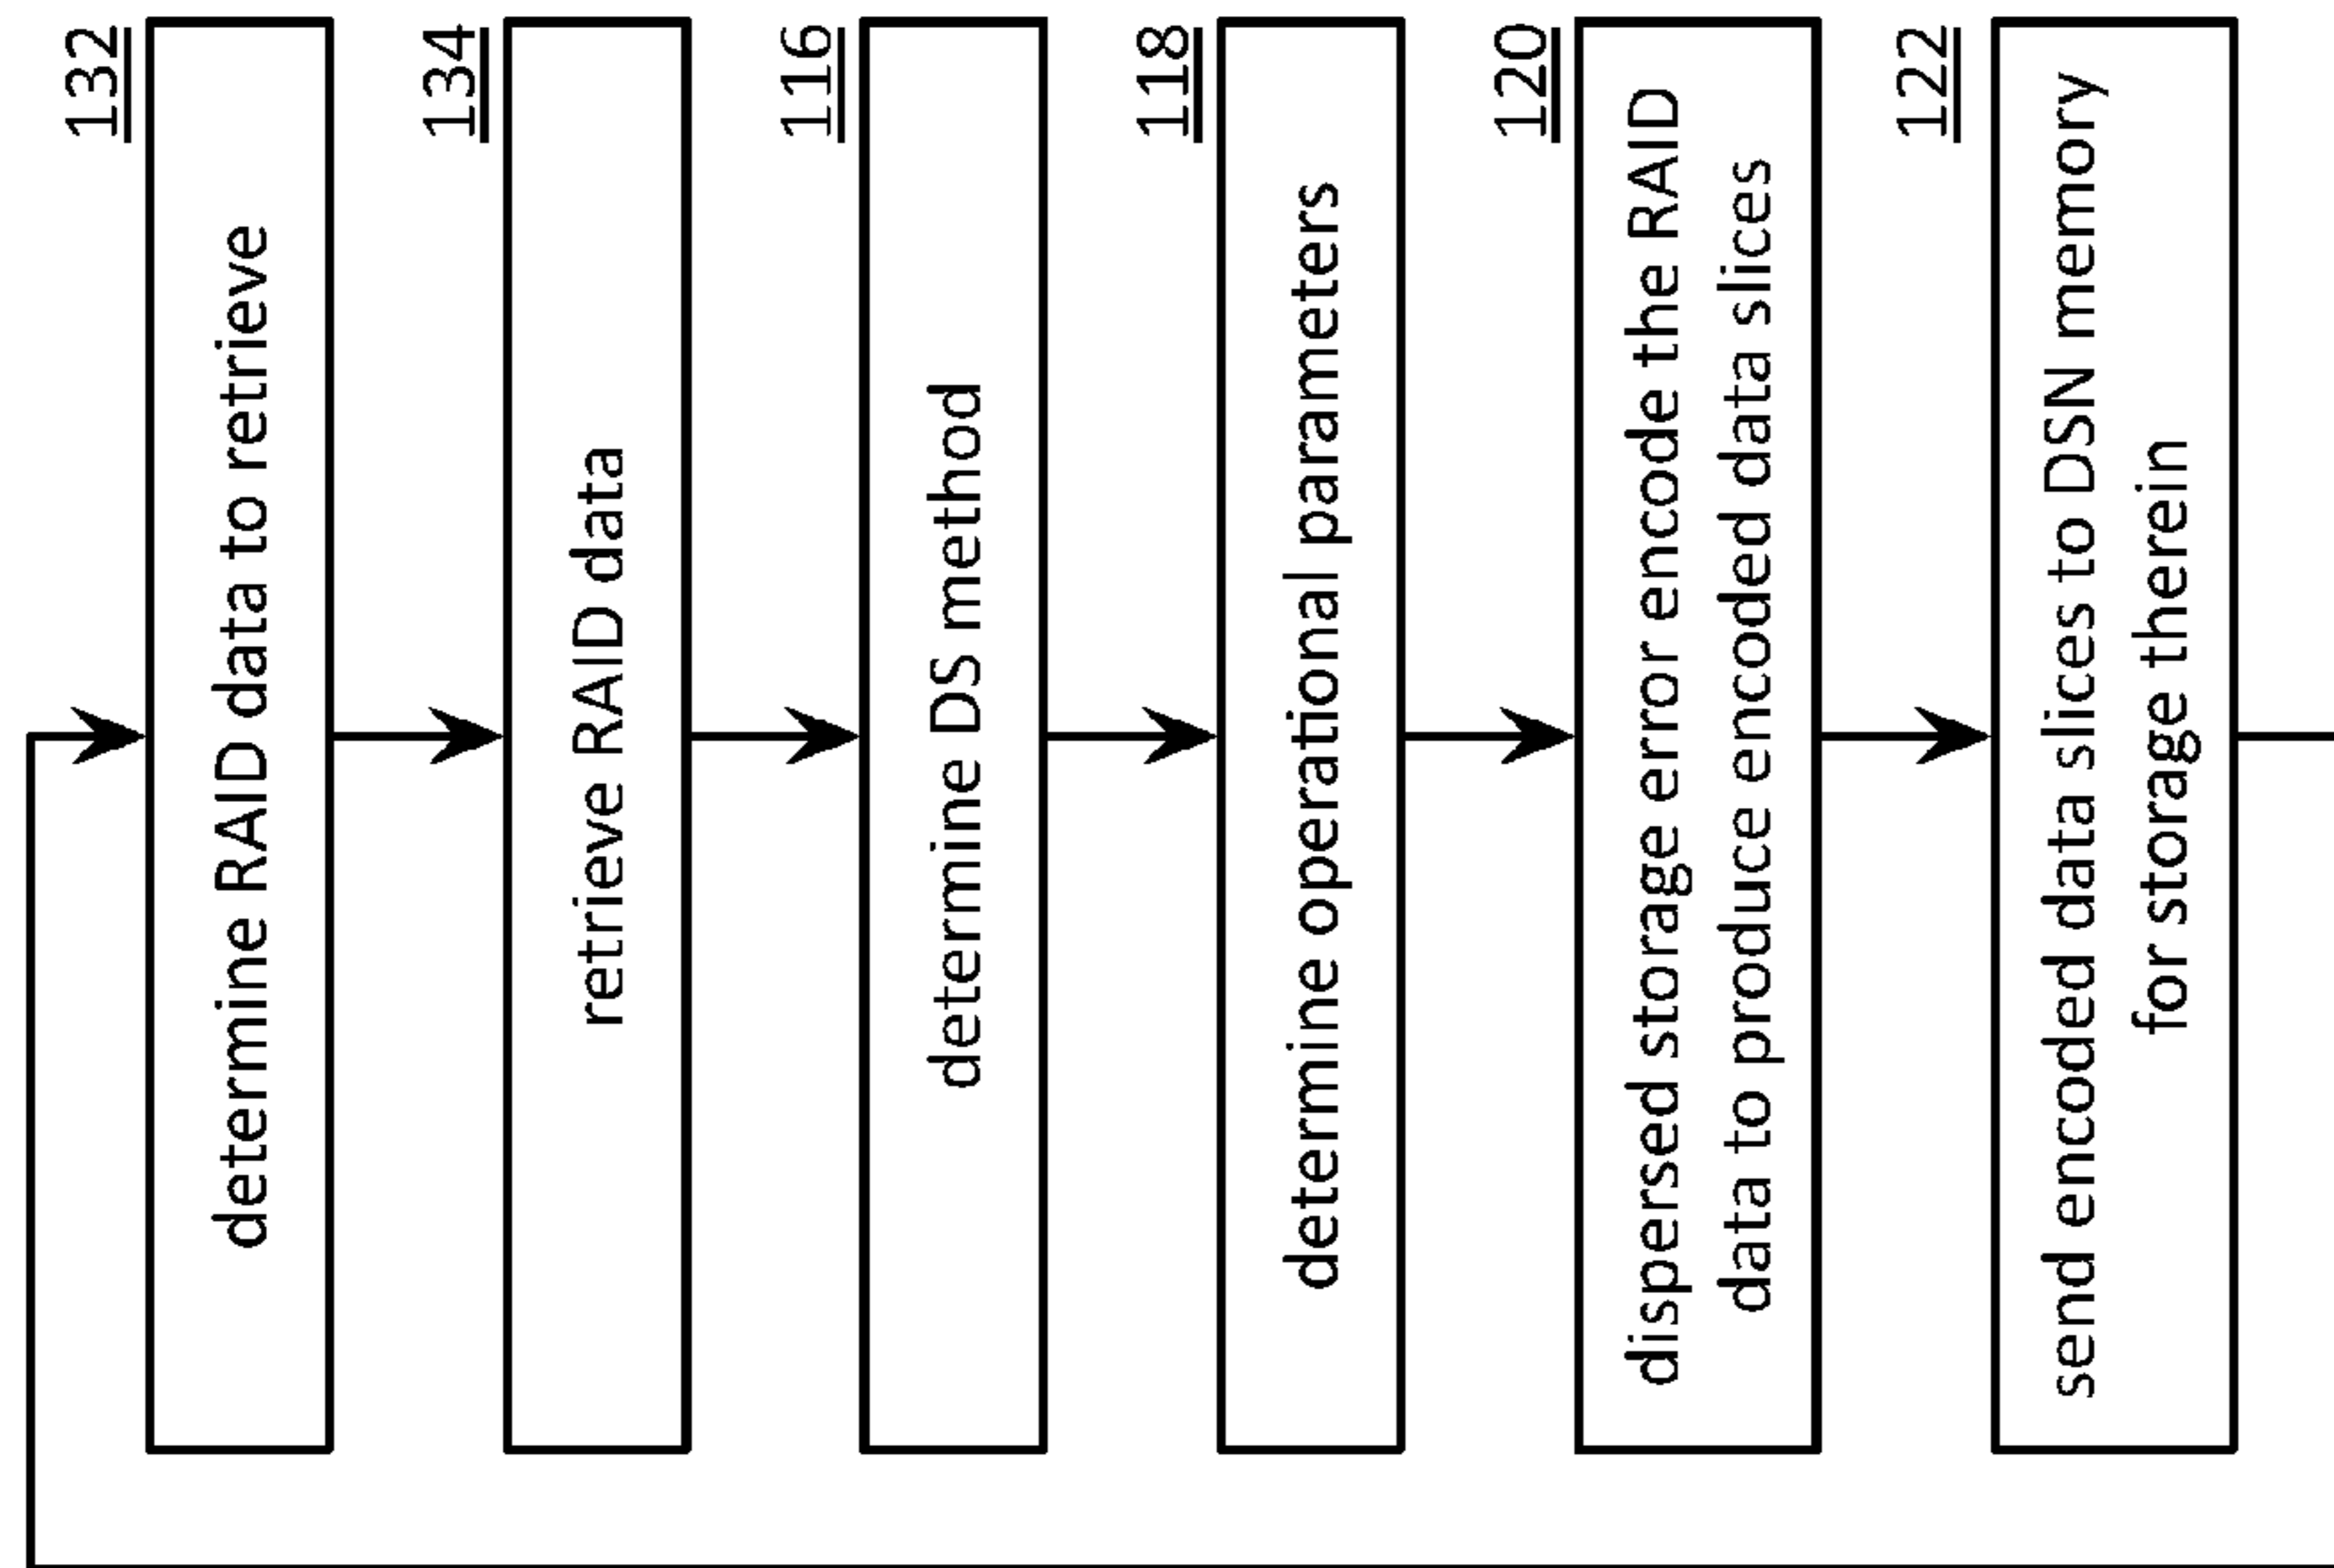 132
determine RAID data to retrieve
134
retrieve RAID data
116
determine DS method
118
determine operational parameters
120
dispersed storage error encode the RAID
data to produce encoded data slices
122
send encoded data slices to DSN memory
for storage therein